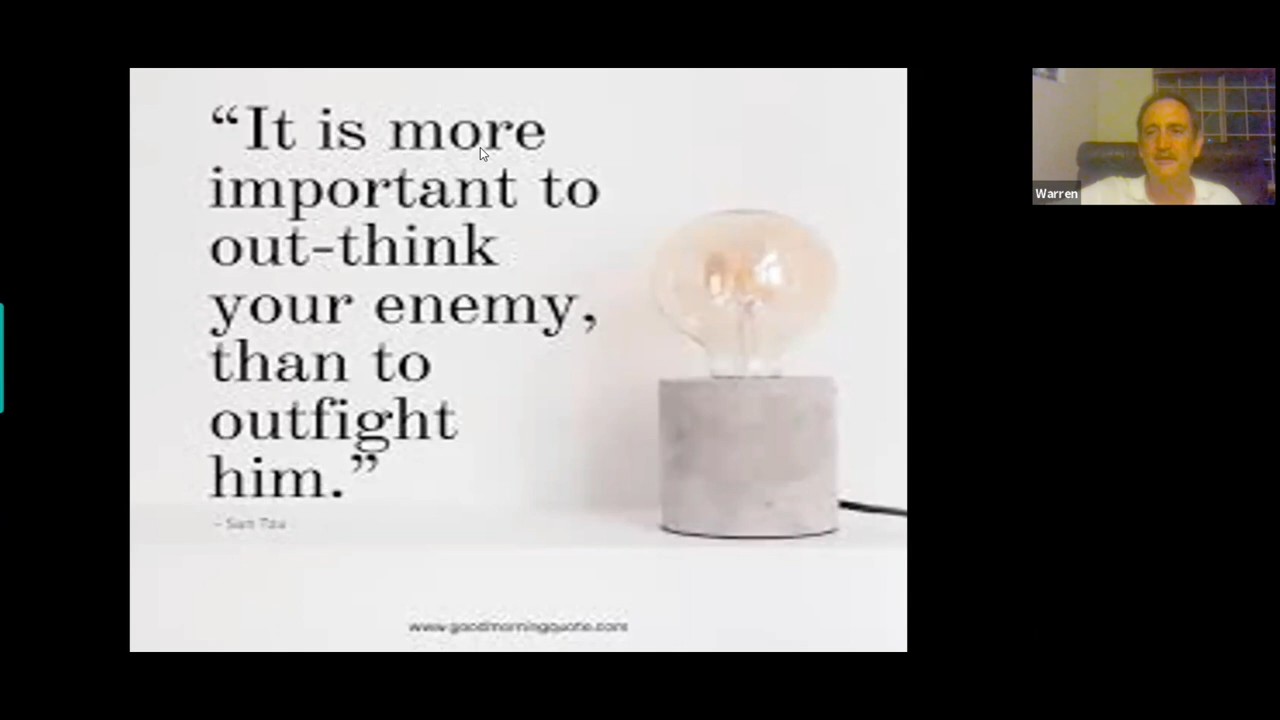 “It is more
important to
out-think
your enemy,
than to
outfight
him.”
- Sun Tzu
www.goodmorningquote.com
Warren